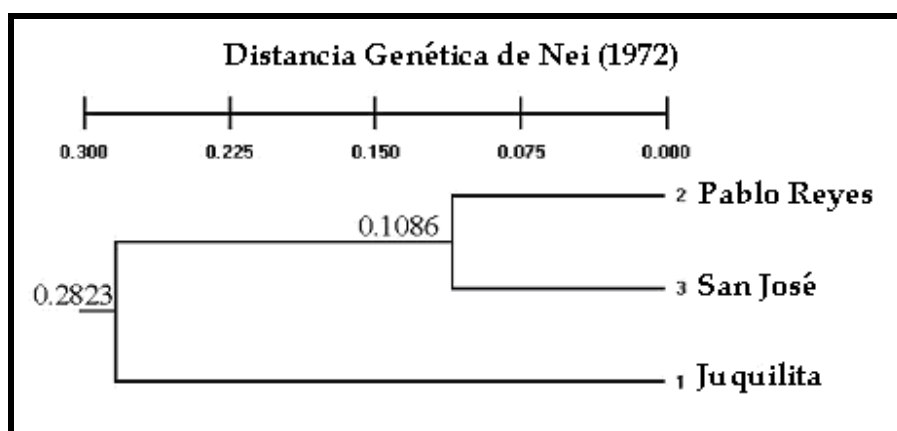 Distancia Genética de Nei (1972)
0.300 0.225 0.150 0.075 0.000
2 Pablo Reyes
0.1086
0.2823
3 San José
1 Juquilita